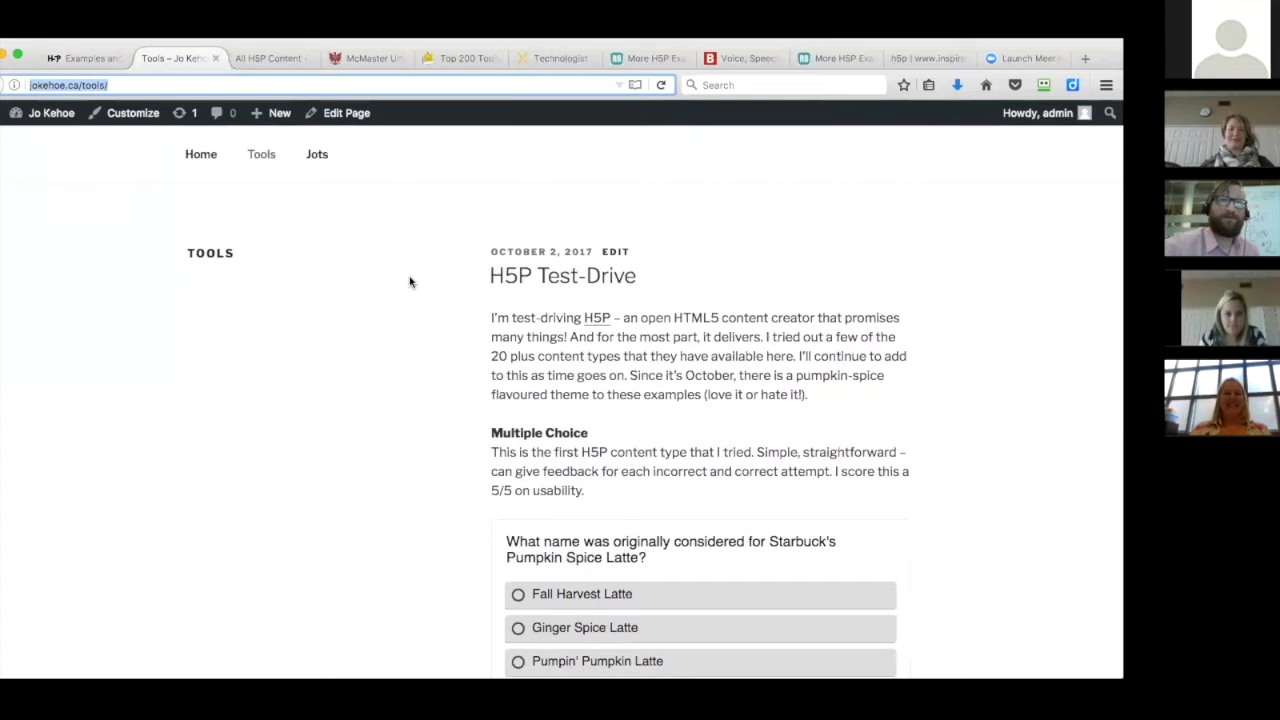 H-P Examples and
Tools – Jo Keho
All H5P Content
McMaster Un
Top 200 Too
Technologist
More H5P Exa
Voice, Speec
More H5P Exa
h5p | www.inspir
Launch Meeti
jokehoe.ca/tools/
Search
Jo Kehoe
Customize
1
0
New
Edit Page
Howdy, admin
Home
Tools
Jots
TOOLS
OCTOBER 2, 2017 EDIT
H5P Test-Drive
I'm test-driving H5P – an open HTML5 content creator that promises
many things! And for the most part, it delivers. I tried out a few of the
20 plus content types that they have available here. I'll continue to add
to this as time goes on. Since it's October, there is a pumpkin-spice
flavoured theme to these examples (love it or hate it!).
Multiple Choice
This is the first H5P content type that I tried. Simple, straightforward –
can give feedback for each incorrect and correct attempt. I score this a
5/5 on usability.
What name was originally considered for Starbuck's
Pumpkin Spice Latte?
Fall Harvest Latte
Ginger Spice Latte
Pumpin' Pumpkin Latte